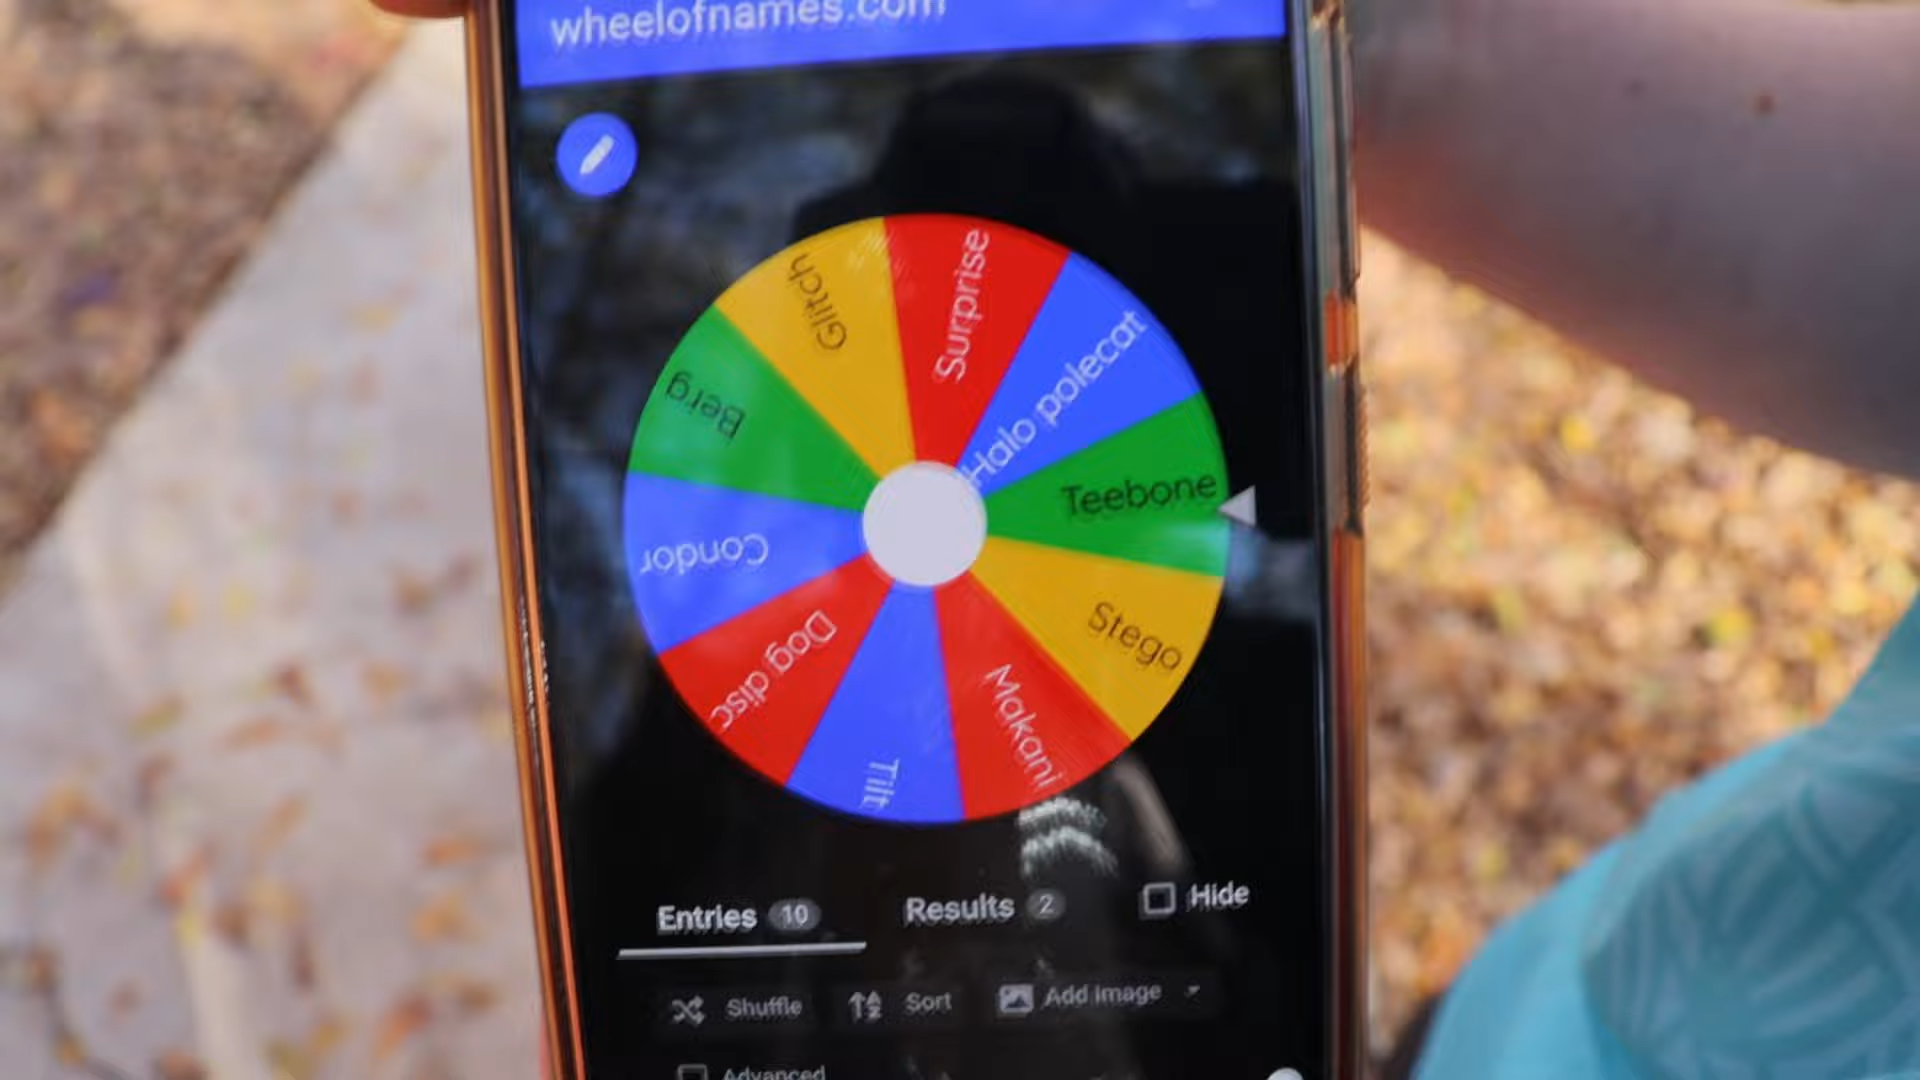 wheelofnames.com
Surprise
Halo polecat
Teebone
Stego
Makani
Tilt
Dog disc
Condor
Berg
Glitch
Entries 10 Results 2 Hide
Shuffle Sort Add image
Advanced